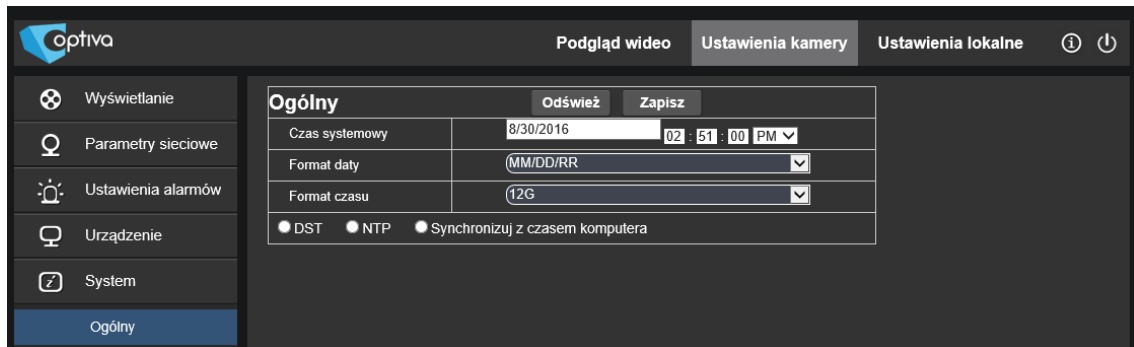 optiva
Podgląd wideo Ustawienia kamery Ustawienia lokalne
Wyświetlanie
Parametry sieciowe
Ustawienia alarmów
Urządzenie
System
Ogólny
Ogólny Odśwież Zapisz
Czas systemowy 8/30/2016 02 : 51 : 00 PM
Format daty MM/DD/RR
Format czasu 12G
DST NTP Synchronizuj z czasem komputera